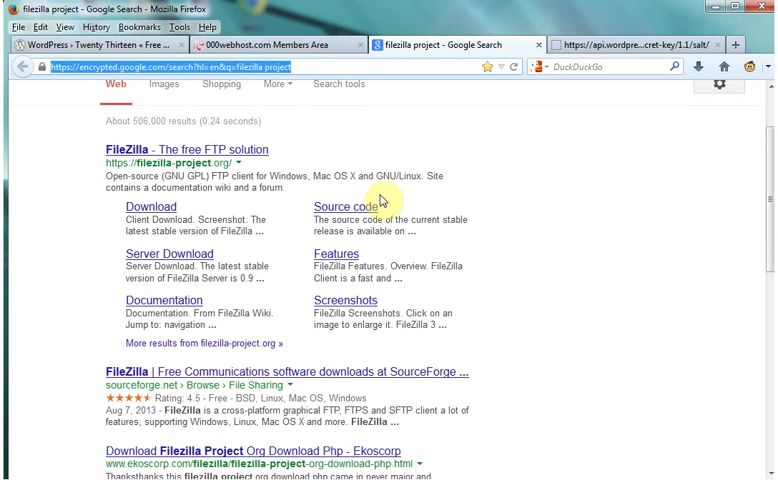 filezilla project - Google Search - Mozilla Firefox
File Edit View History Bookmarks Tools Help
WordPress › Twenty Thirteen « Free ... × 000webhost.com Members Area × filezilla project - Google Search × https://api.wordpre...cret-key/1.1/salt/ × +
https://encrypted.google.com/search?hl=en&q=filezilla project DuckDuckGo
Web Images Shopping More Search tools
About 506,000 results (0.24 seconds)
FileZilla - The free FTP solution
https://filezilla-project.org/
Open-source (GNU GPL) FTP client for Windows, Mac OS X and GNU/Linux. Site
contains a documentation wiki and a forum.
Download
Client Download. Screenshot. The
latest stable version of FileZilla ...
Source code
The source code of the current stable
release is available on ...
Server Download
Server Download. The latest stable
version of FileZilla Server is 0.9 ...
Features
FileZilla Features. Overview. FileZilla
Client is a fast and ...
Documentation
Documentation. From FileZilla Wiki.
Jump to: navigation ...
Screenshots
FileZilla Screenshots. Click on an
image to enlarge it. FileZilla 3 ...
More results from filezilla-project.org »
FileZilla | Free Communications software downloads at SourceForge ...
sourceforge.net › Browse › File Sharing
Rating: 4.5 - Free - BSD, Linux, Mac OS, Windows
Aug 7, 2013 - FileZilla is a cross-platform graphical FTP, FTPS and SFTP client a lot of
features, supporting Windows, Linux, Mac OS X and more. FileZilla ...
Download Filezilla Project Org Download Php - Ekoscorp
www.ekoscorp.com/filezilla/filezilla-project-org-download-php.html
Thanksthanks this filezilla project org download php came in never major and